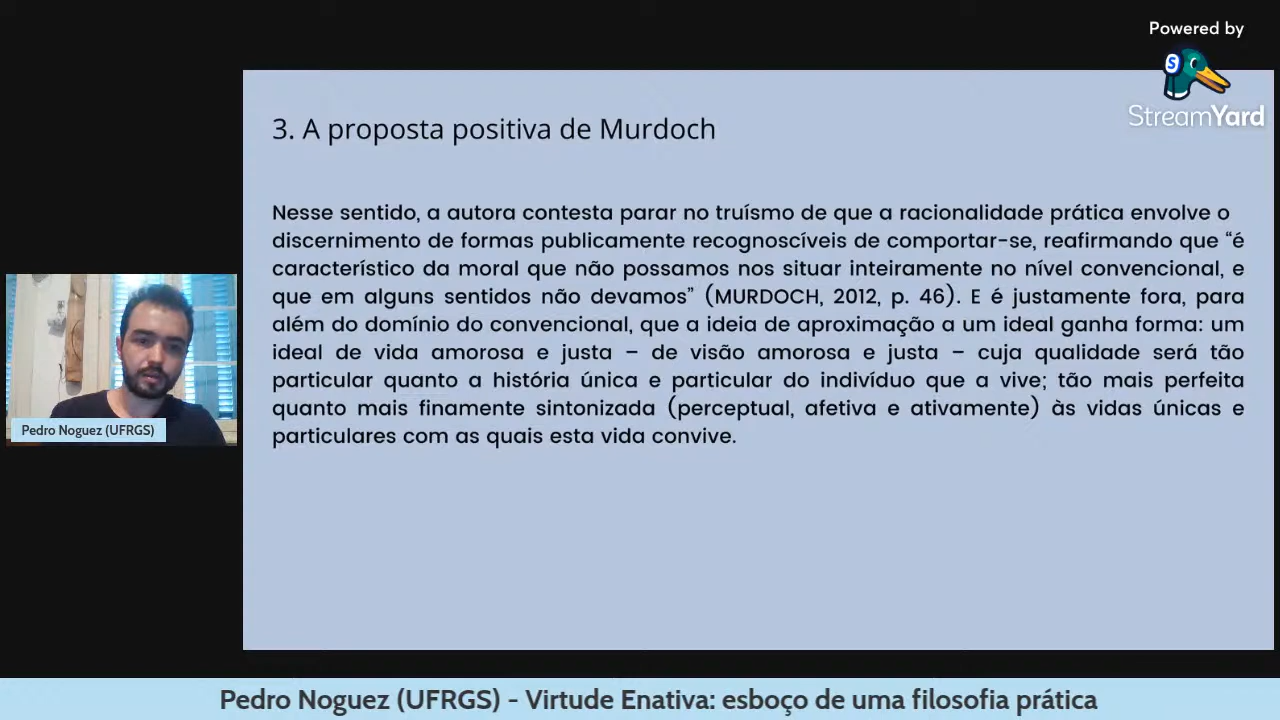 Powered by
S
StreamYard
3. A proposta positiva de Murdoch
Nesse sentido, a autora contesta parar no truísmo de que a racionalidade prática envolve o
discernimento de formas publicamente recognoscíveis de comportar-se, reafirmando que “é
característico da moral que não possamos nos situar inteiramente no nível convencional, e
que em alguns sentidos não devamos” (MURDOCH, 2012, p. 46). E é justamente fora, para
além do domínio do convencional, que a ideia de aproximação a um ideal ganha forma: um
ideal de vida amorosa e justa – de visão amorosa e justa – cuja qualidade será tão
particular quanto a história única e particular do indivíduo que a vive; tão mais perfeita
quanto mais finamente sintonizada (perceptual, afetiva e ativamente) às vidas únicas e
particulares com as quais esta vida convive.
Pedro Noguez (UFRGS)
Pedro Noguez (UFRGS) - Virtude Enativa: esboço de uma filosofia prática